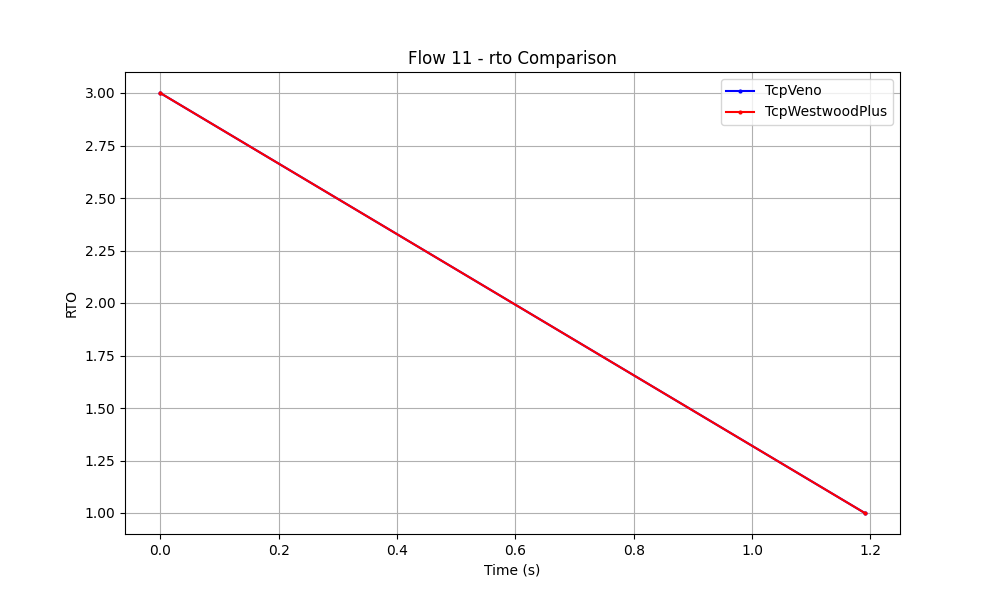 Flow 11 - rto Comparison
TcpVeno
TcpWestwoodPlus
RTO
3.00
2.75
2.50
2.25
2.00
1.75
1.50
1.25
1.00
0.0 0.2 0.4 0.6 0.8 1.0 1.2
Time (s)